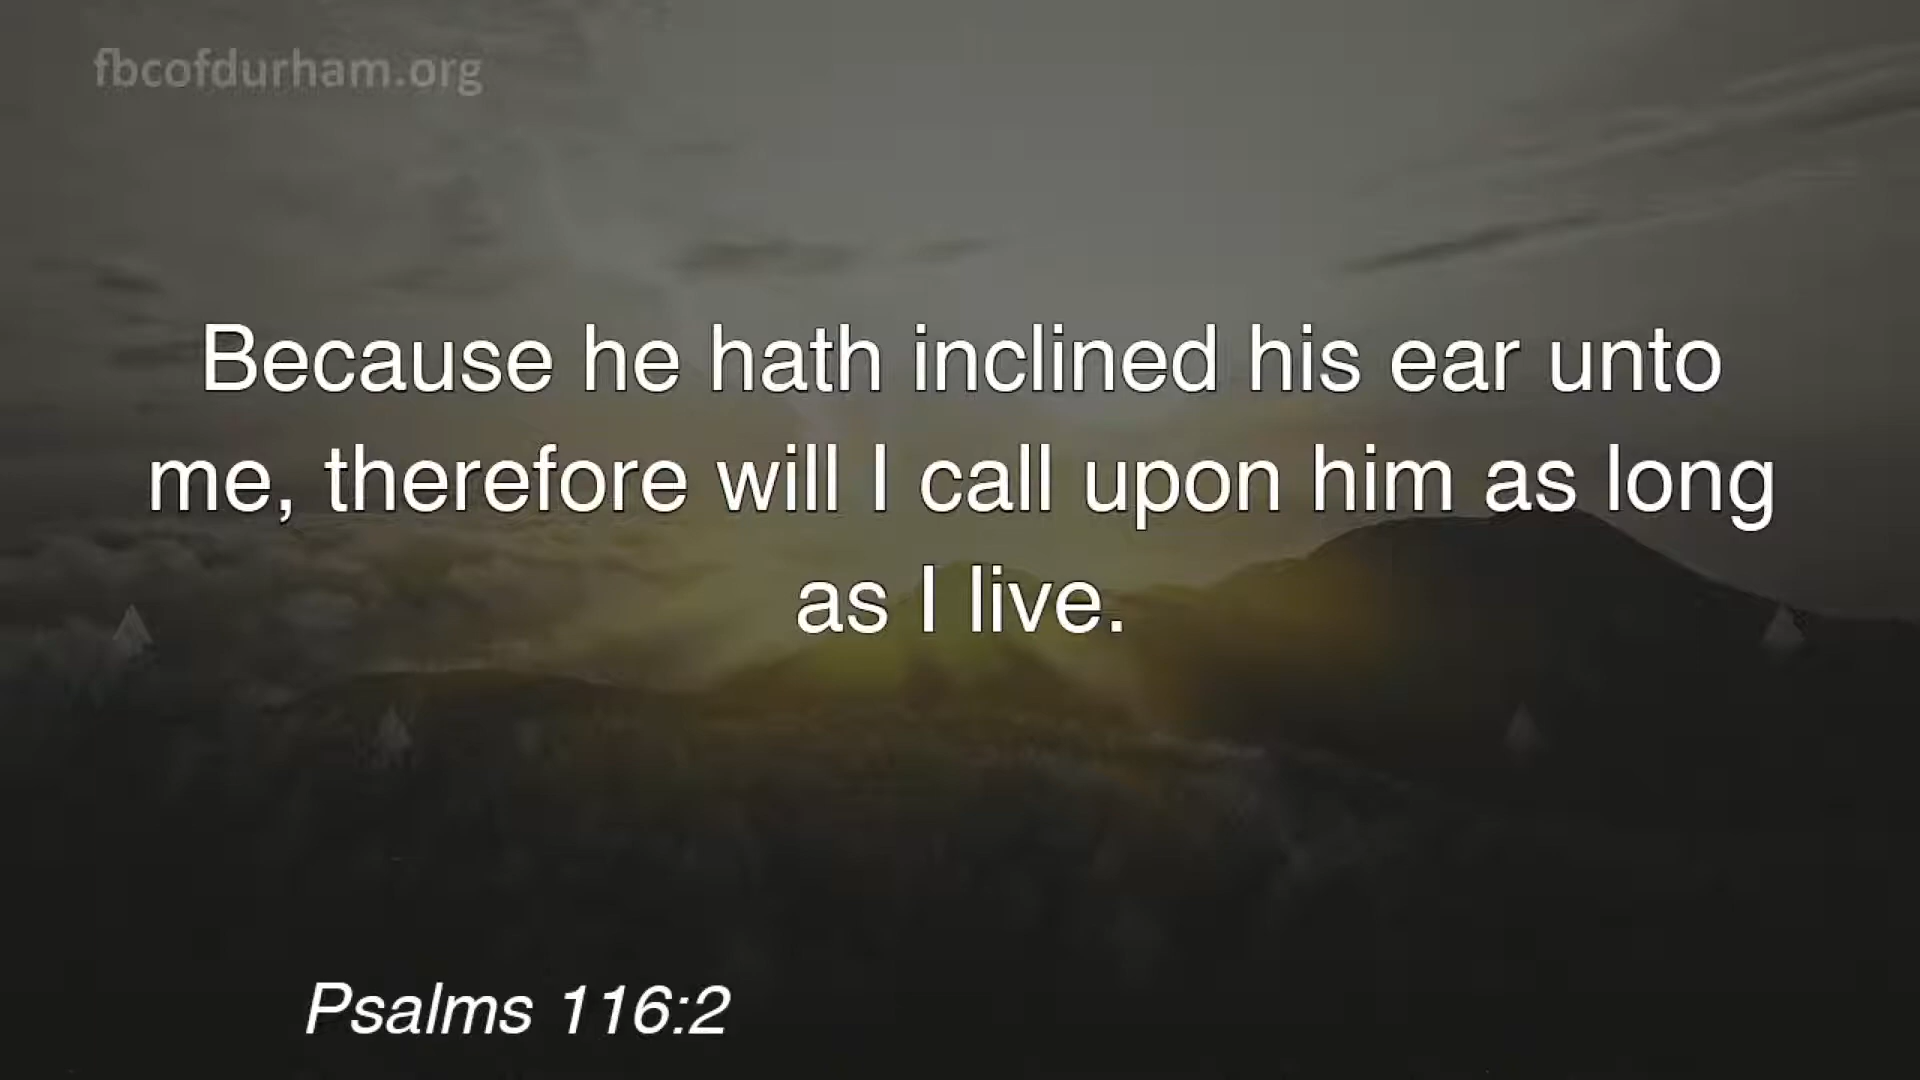 fbcofdurham.org
Because he hath inclined his ear unto
me, therefore will I call upon him as long
as I live.
Psalms 116:2